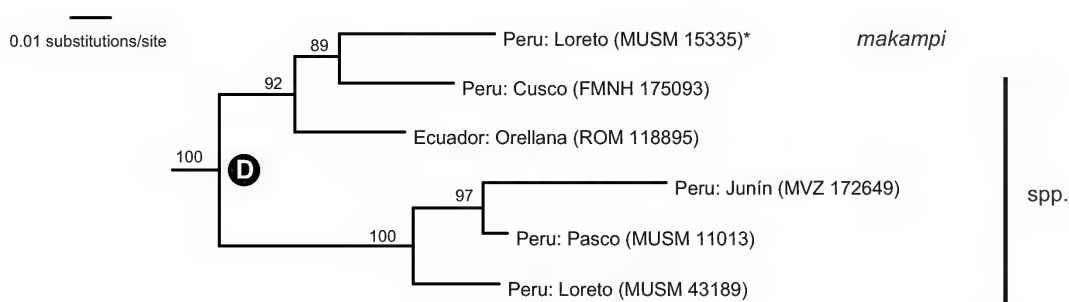 0.01 substitutions/site
89
Peru: Loreto (MUSM 15335)*
makampi
92
Peru: Cusco (FMNH 175093)
Ecuador: Orellana (ROM 118895)
100
D
97
Peru: Junín (MVZ 172649)
spp.
100
Peru: Pasco (MUSM 11013)
Peru: Loreto (MUSM 43189)